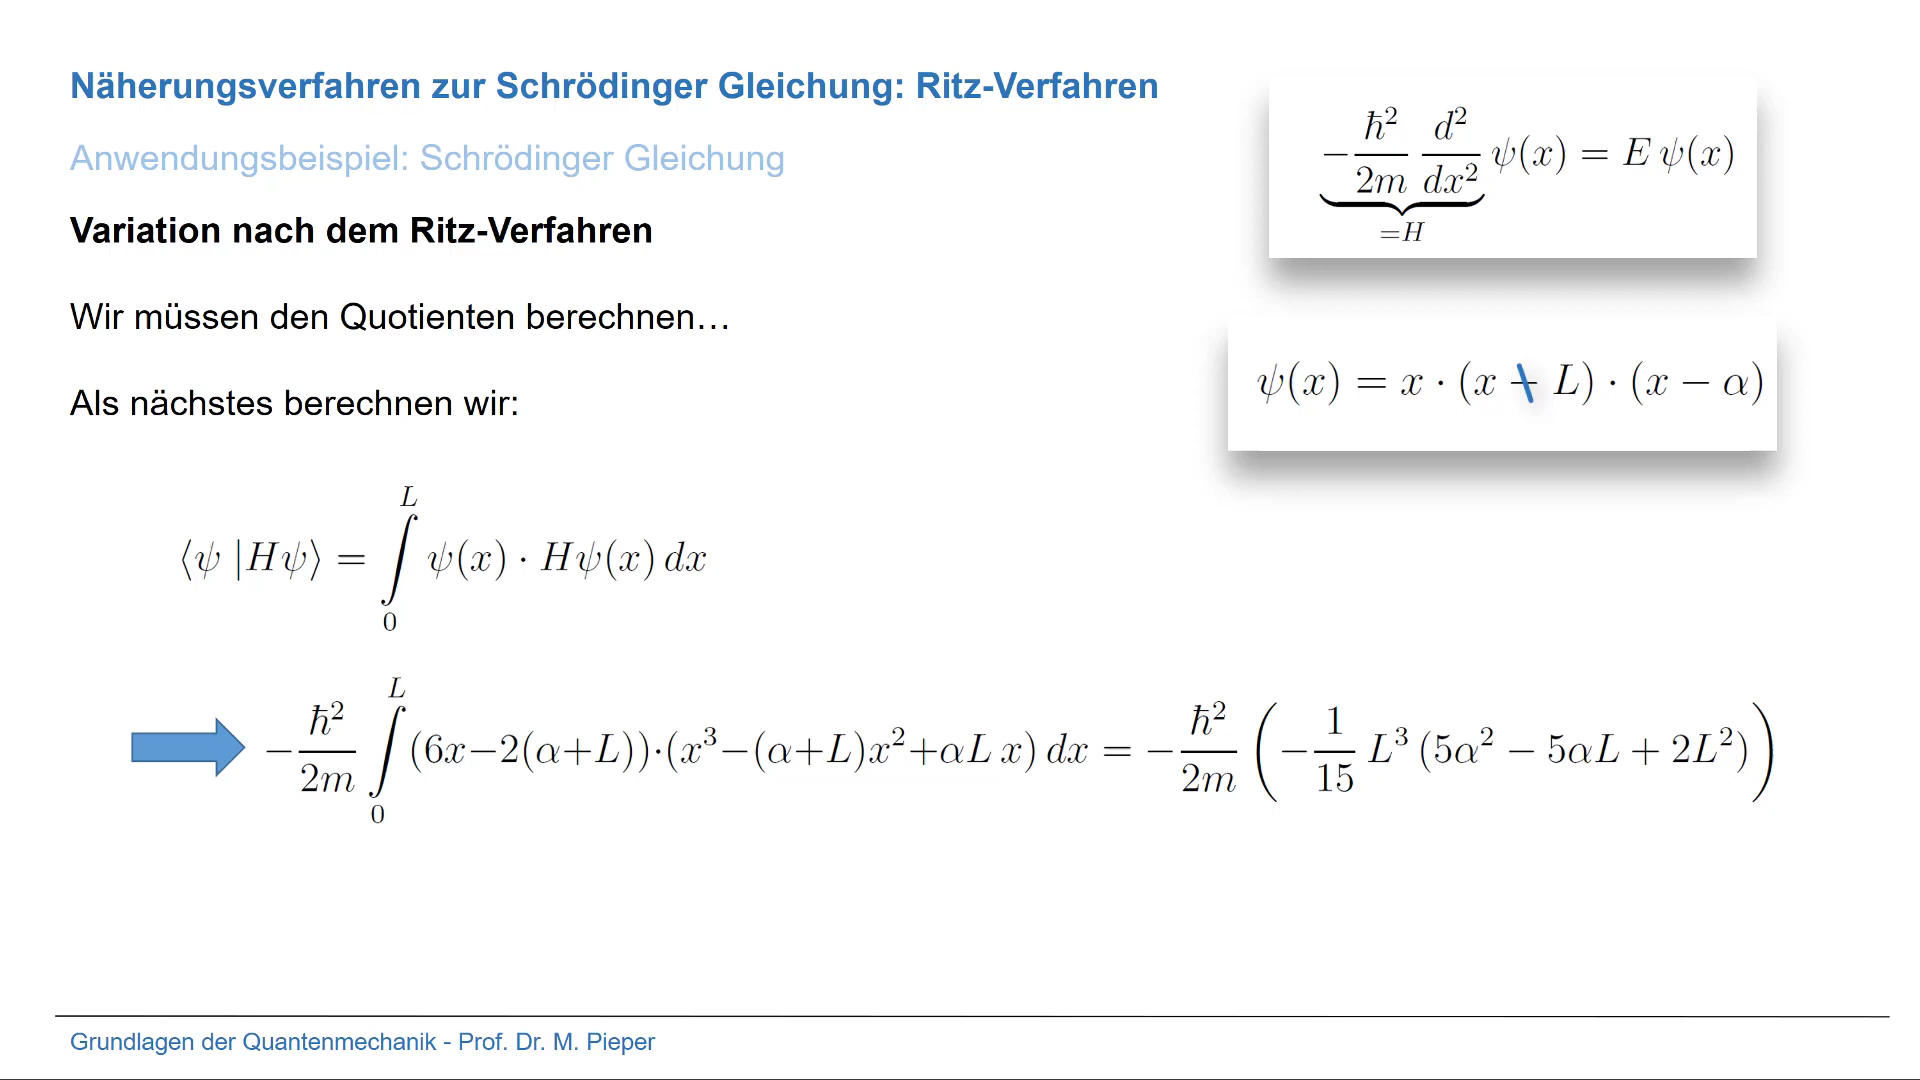 Näherungsverfahren zur Schrödinger Gleichung: Ritz-Verfahren
Anwendungsbeispiel: Schrödinger Gleichung
Variation nach dem Ritz-Verfahren
Wir müssen den Quotienten berechnen…
Als nächstes berechnen wir:
$-\underbrace{\frac{\hbar^2}{2m} \frac{d^2}{dx^2}}_{=H} \psi(x) = E\,\psi(x)$
$\psi(x) = x \cdot (x - L) \cdot (x - \alpha)$
$\langle \psi \,| H\psi \rangle = \int_0^L \psi(x) \cdot H\psi(x)\, dx$
$-\frac{\hbar^2}{2m} \int_0^L (6x - 2(\alpha + L)) \cdot (x^3 - (\alpha + L)x^2 + \alpha L\, x)\, dx = -\frac{\hbar^2}{2m} \left( -\frac{1}{15} L^3 (5\alpha^2 - 5\alpha L + 2L^2) \right)$
Grundlagen der Quantenmechanik - Prof. Dr. M. Pieper